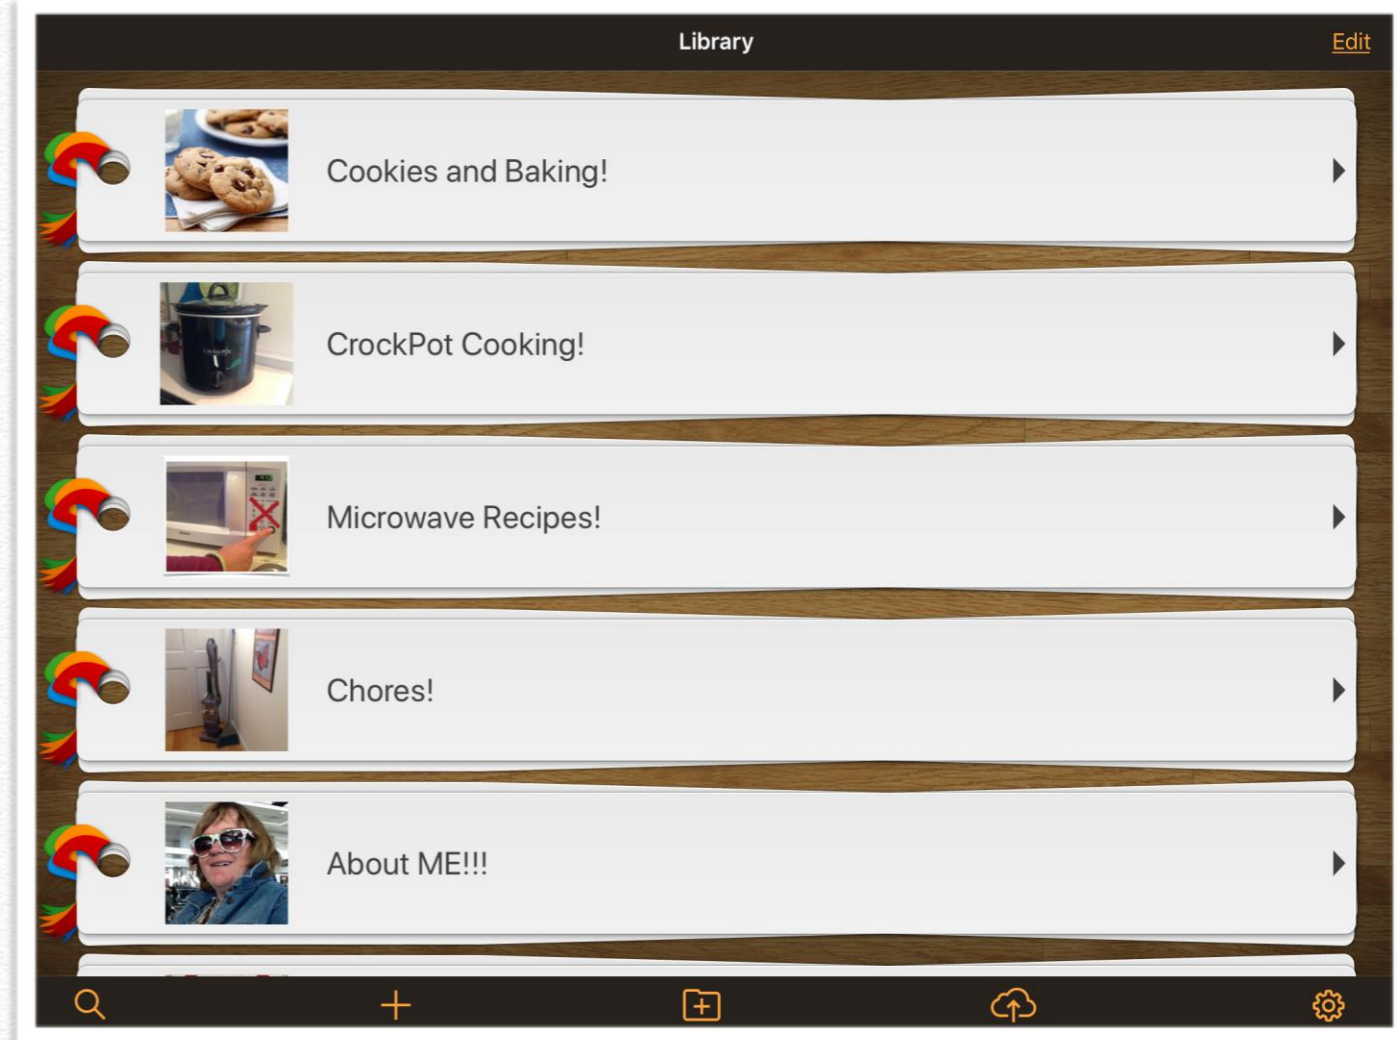 Library
Edit
Cookies and Baking!
CrockPot Cooking!
Microwave Recipes!
Chores!
About ME!!!